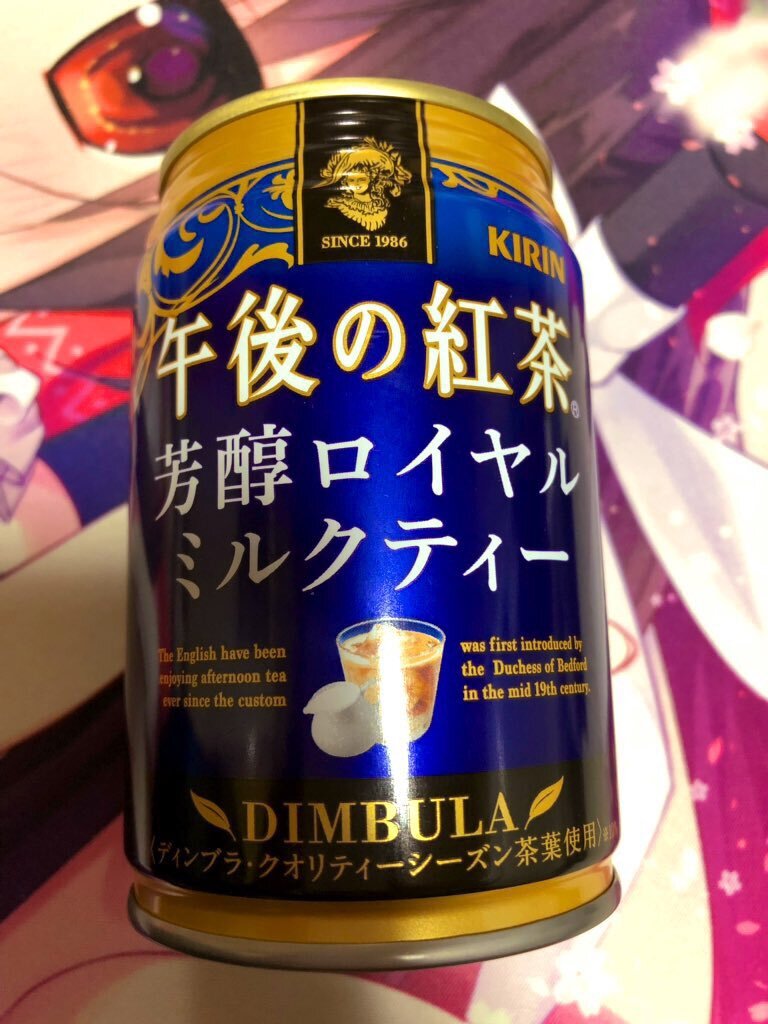 SINCE 1986
KIRIN
午後の紅茶®
芳醇ロイヤル
ミルクティー
The English have been
enjoying afternoon tea
ever since the custom
was first introduced by
the Duchess of Bedford
in the mid 19th century.
DIMBULA
〈ディンブラ・クオリティーシーズン茶葉使用〉